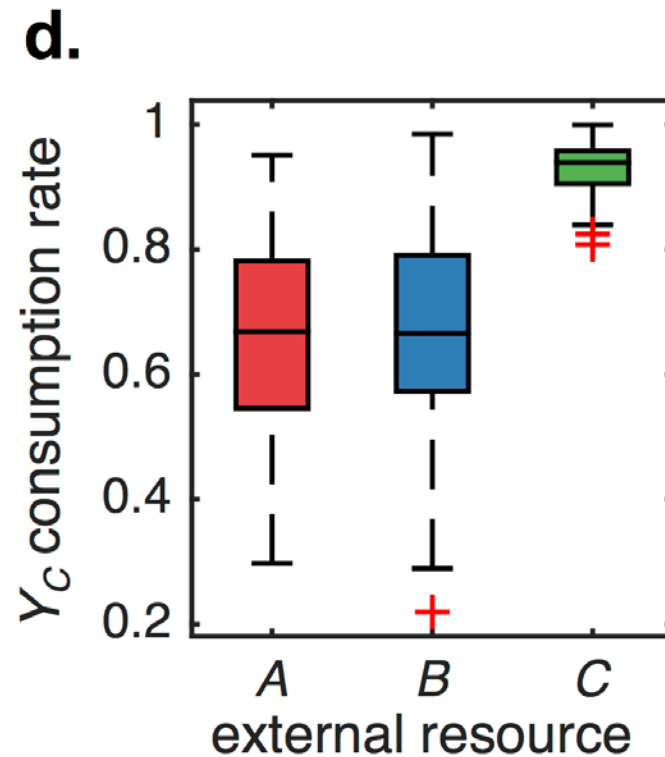 d.
Y_C consumption rate
1
0.8
0.6
0.4
0.2
A B C
external resource